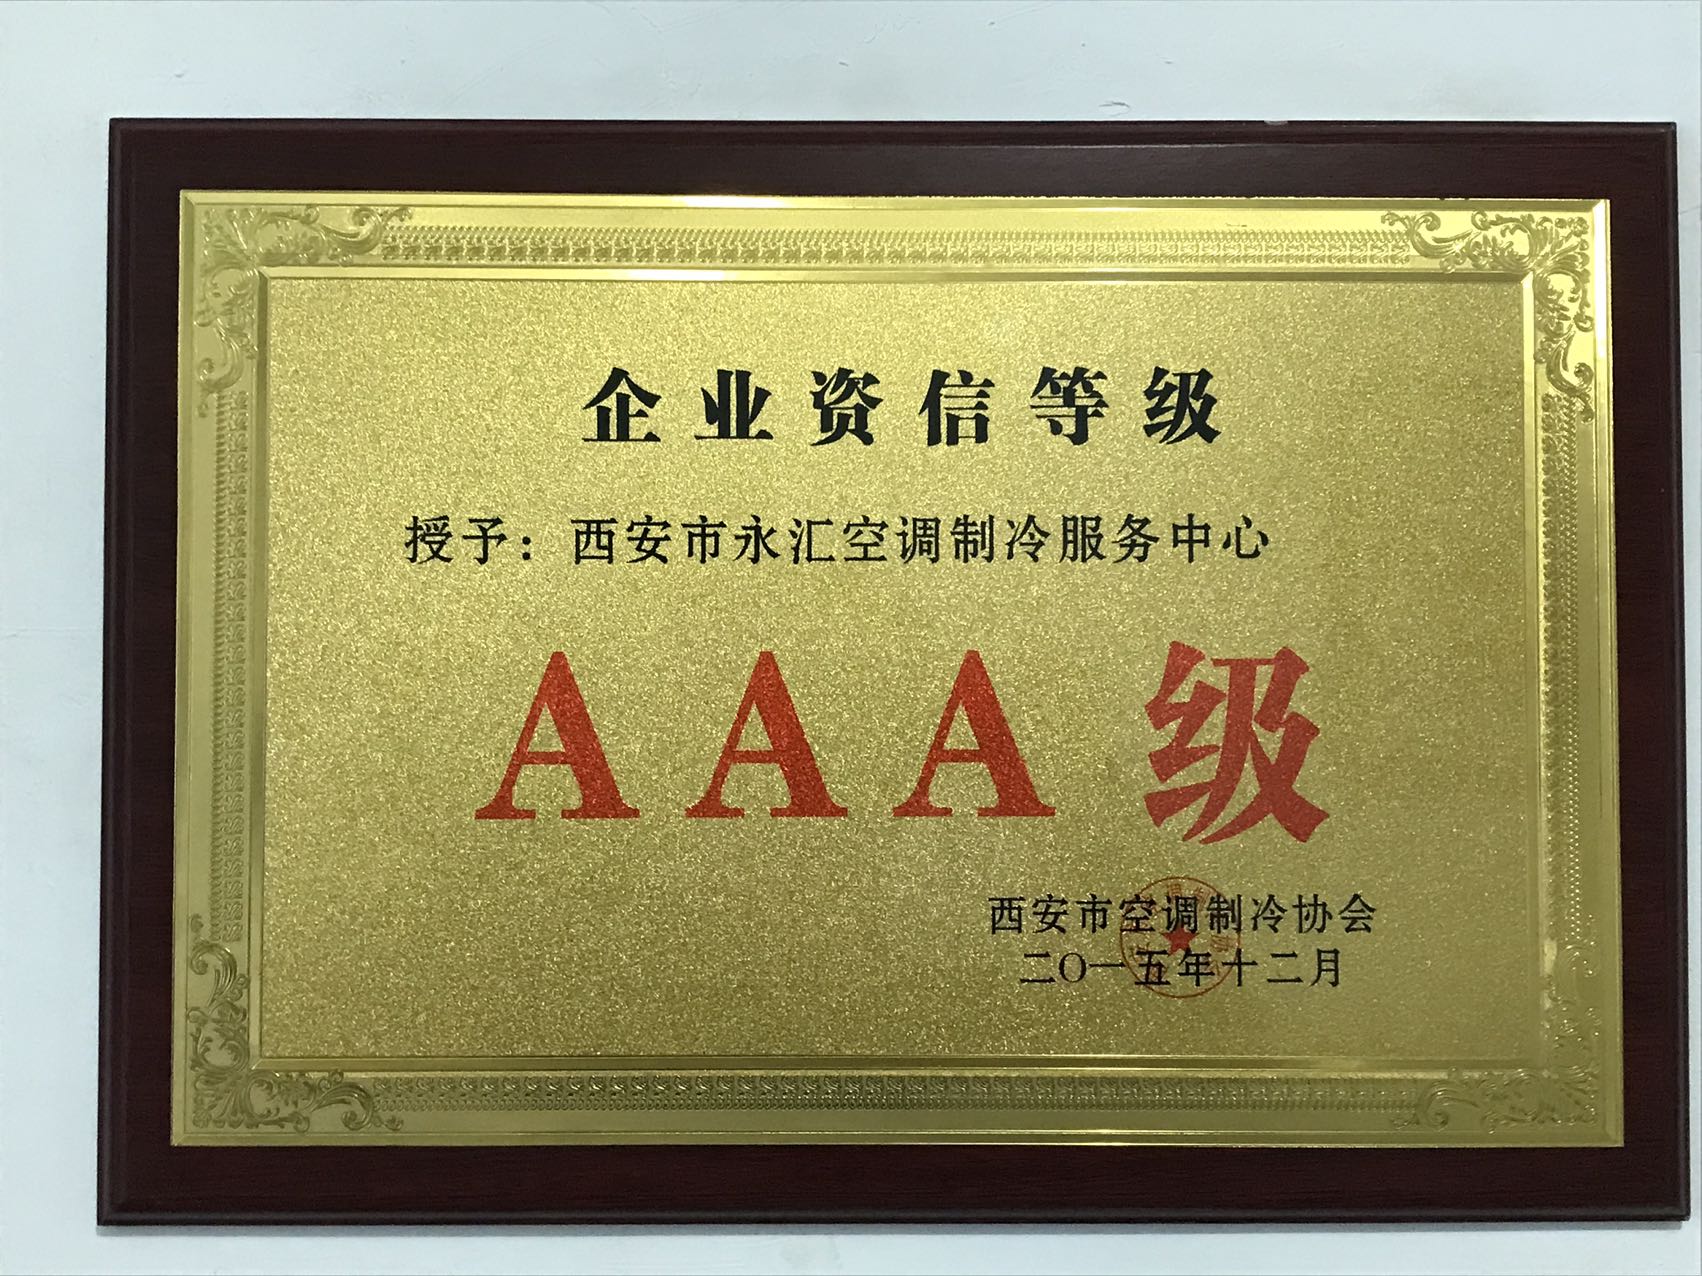 企业资信等级
授予：西安市永汇空调制冷服务中心
AAA级
西安市空调制冷协会
二〇一五年十二月